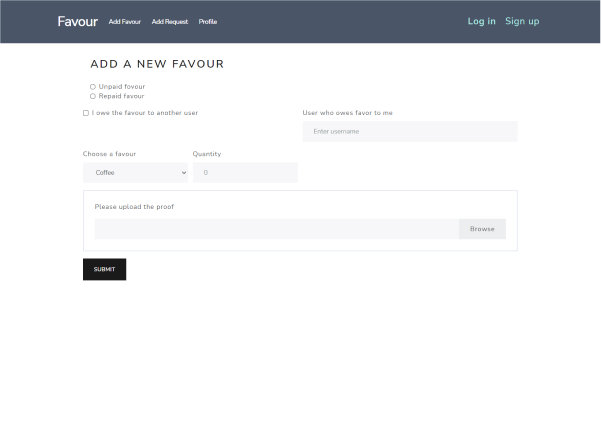 Favour Add Favour Add Request Profile Log in Sign up
ADD A NEW FAVOUR
Unpaid fovour
Repaid favour
I owe the favour to another user
User who owes favor to me
Enter username
Choose a favour
Quantity
Coffee
0
Please upload the proof
Browse
SUBMIT